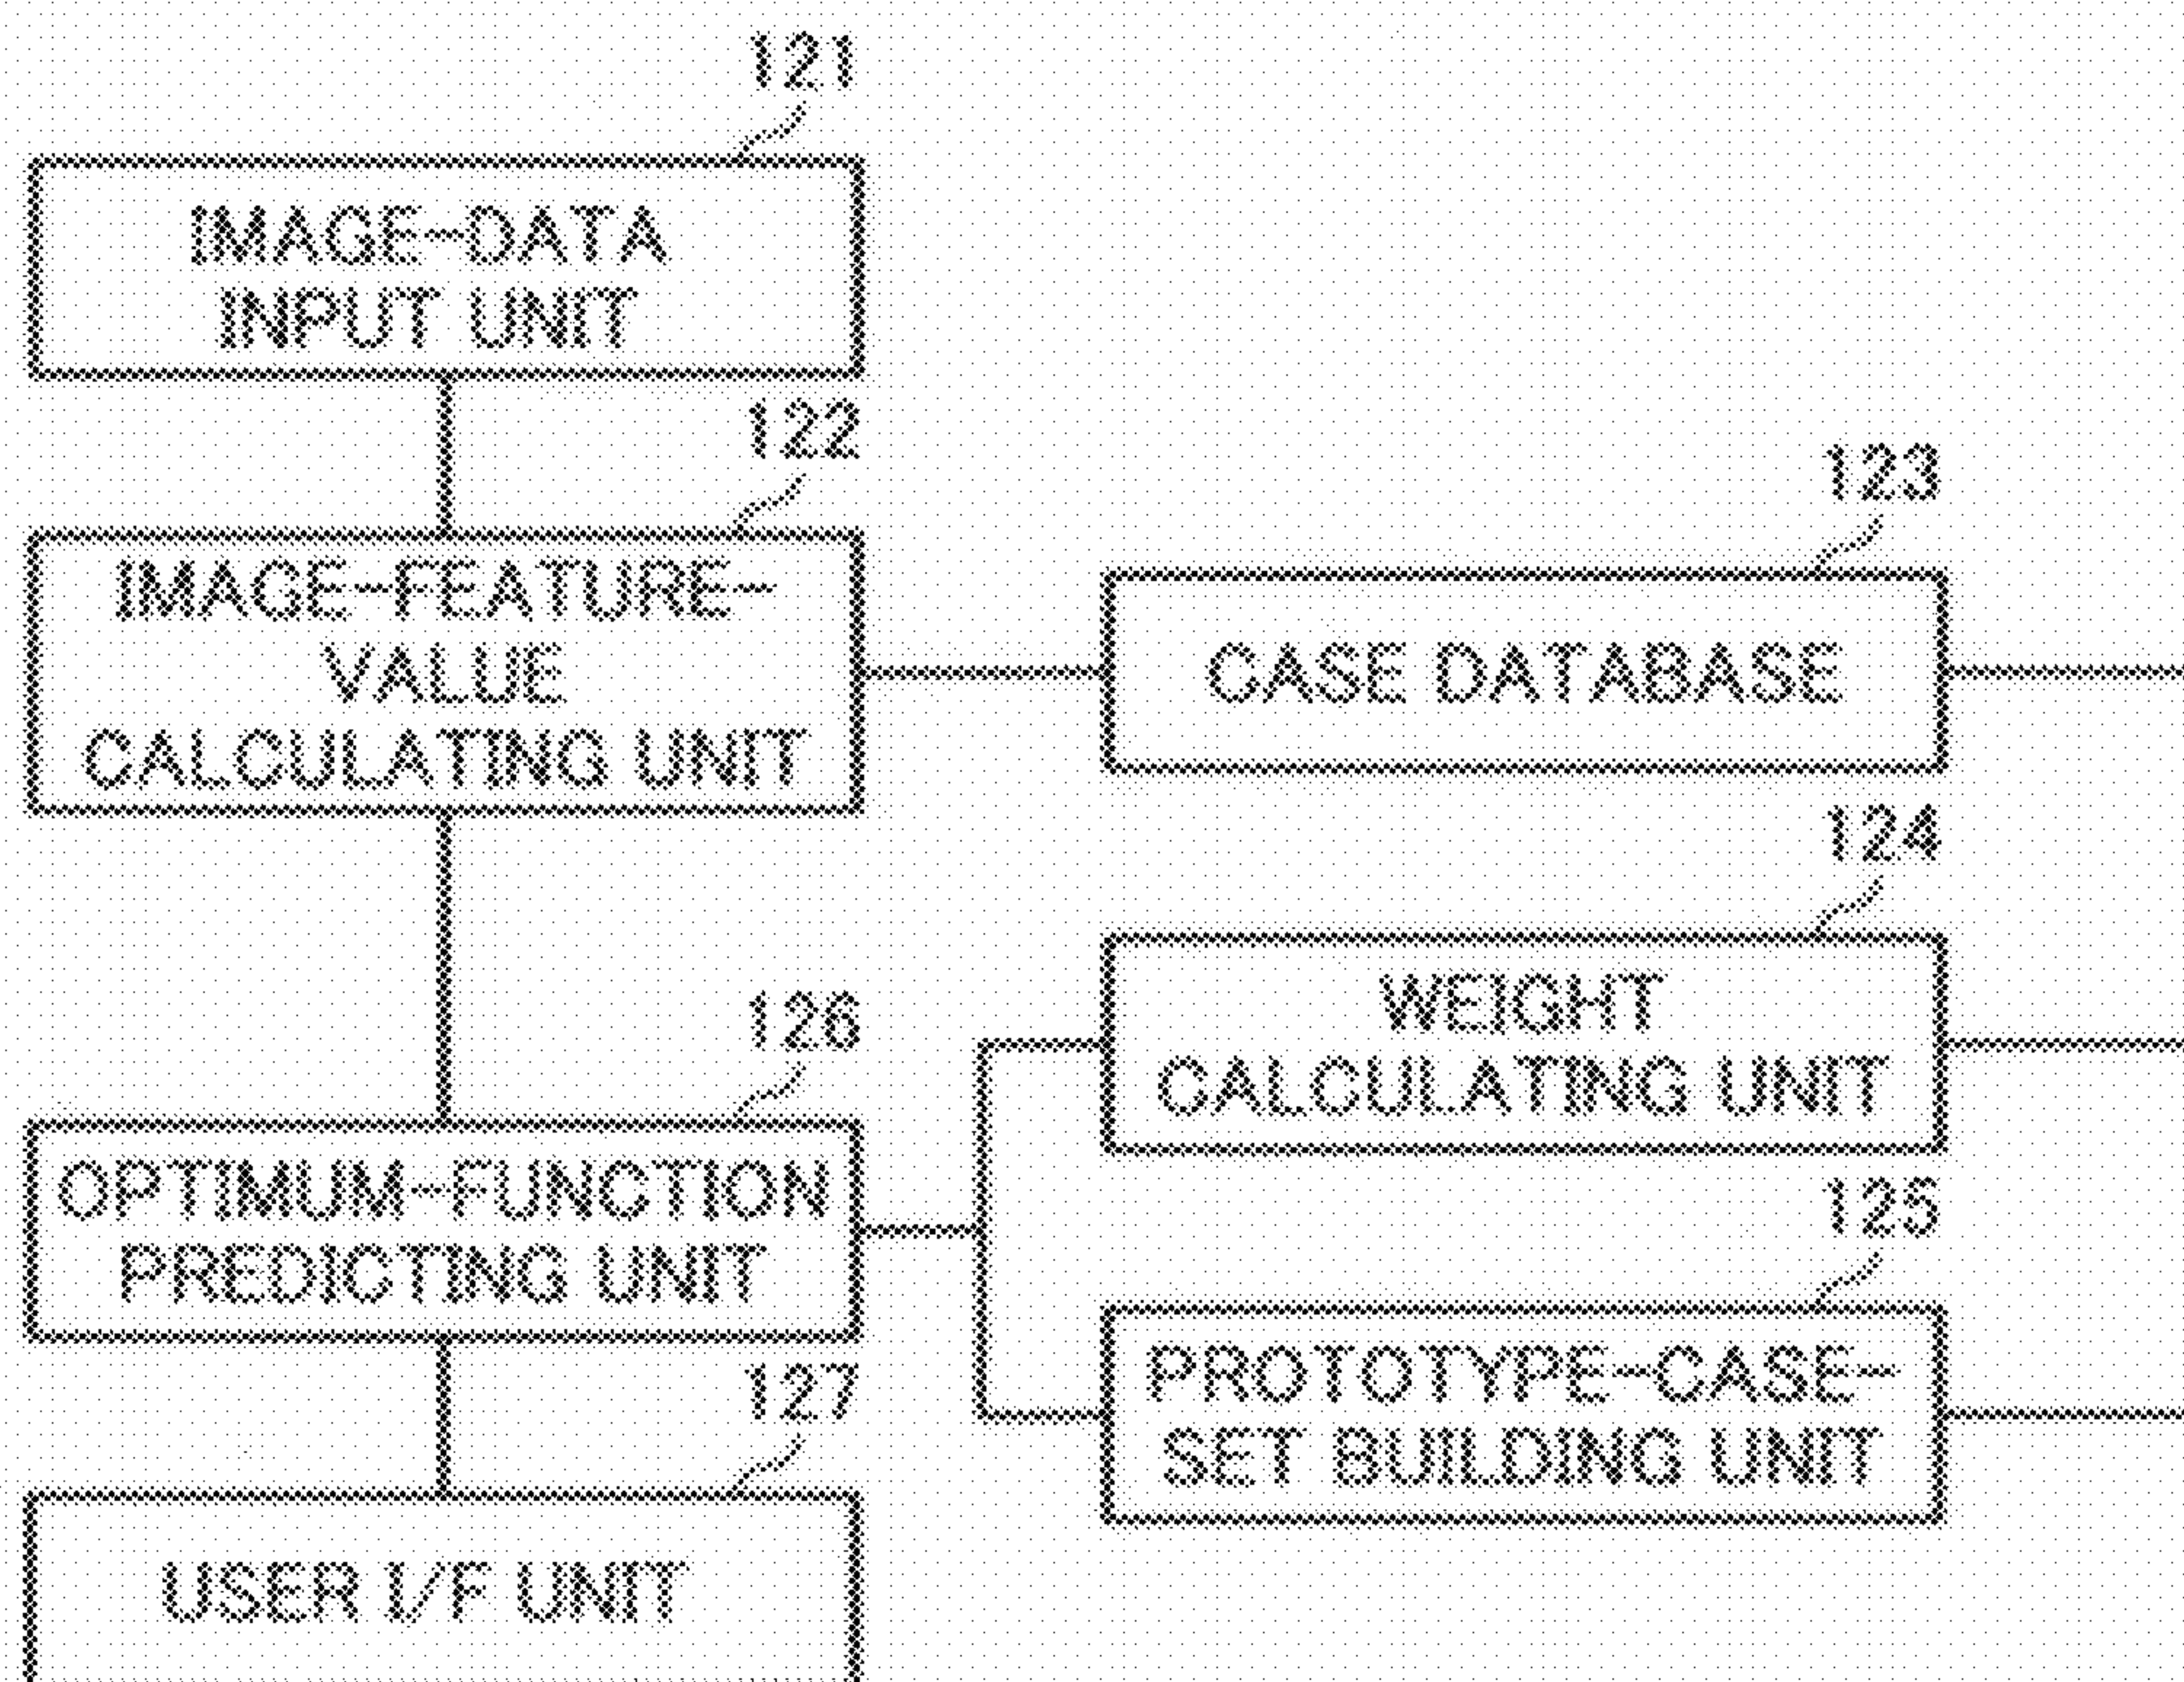 121
IMAGE-DATA
INPUT UNIT
122
IMAGE-FEATURE-
VALUE
CALCULATING UNIT
123
CASE DATABASE
124
WEIGHT
CALCULATING UNIT
126
OPTIMUM-FUNCTION
PREDICTING UNIT
125
PROTOTYPE-CASE-
SET BUILDING UNIT
127
USER I/F UNIT